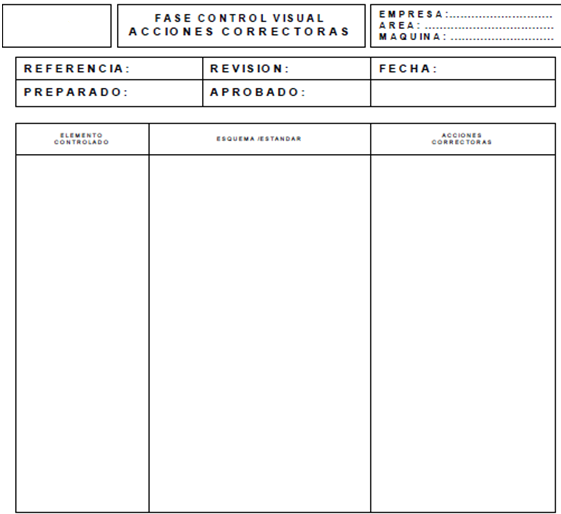 FASE CONTROL VISUAL
ACCIONES CORRECTORAS
EMPRESA:............................
AREA: ..................................
MAQUINA: ............................
REFERENCIA: REVISION: FECHA:
PREPARADO: APROBADO:
ELEMENTO
CONTROLADO
ESQUEMA /ESTANDAR
ACCIONES
CORRECTORAS